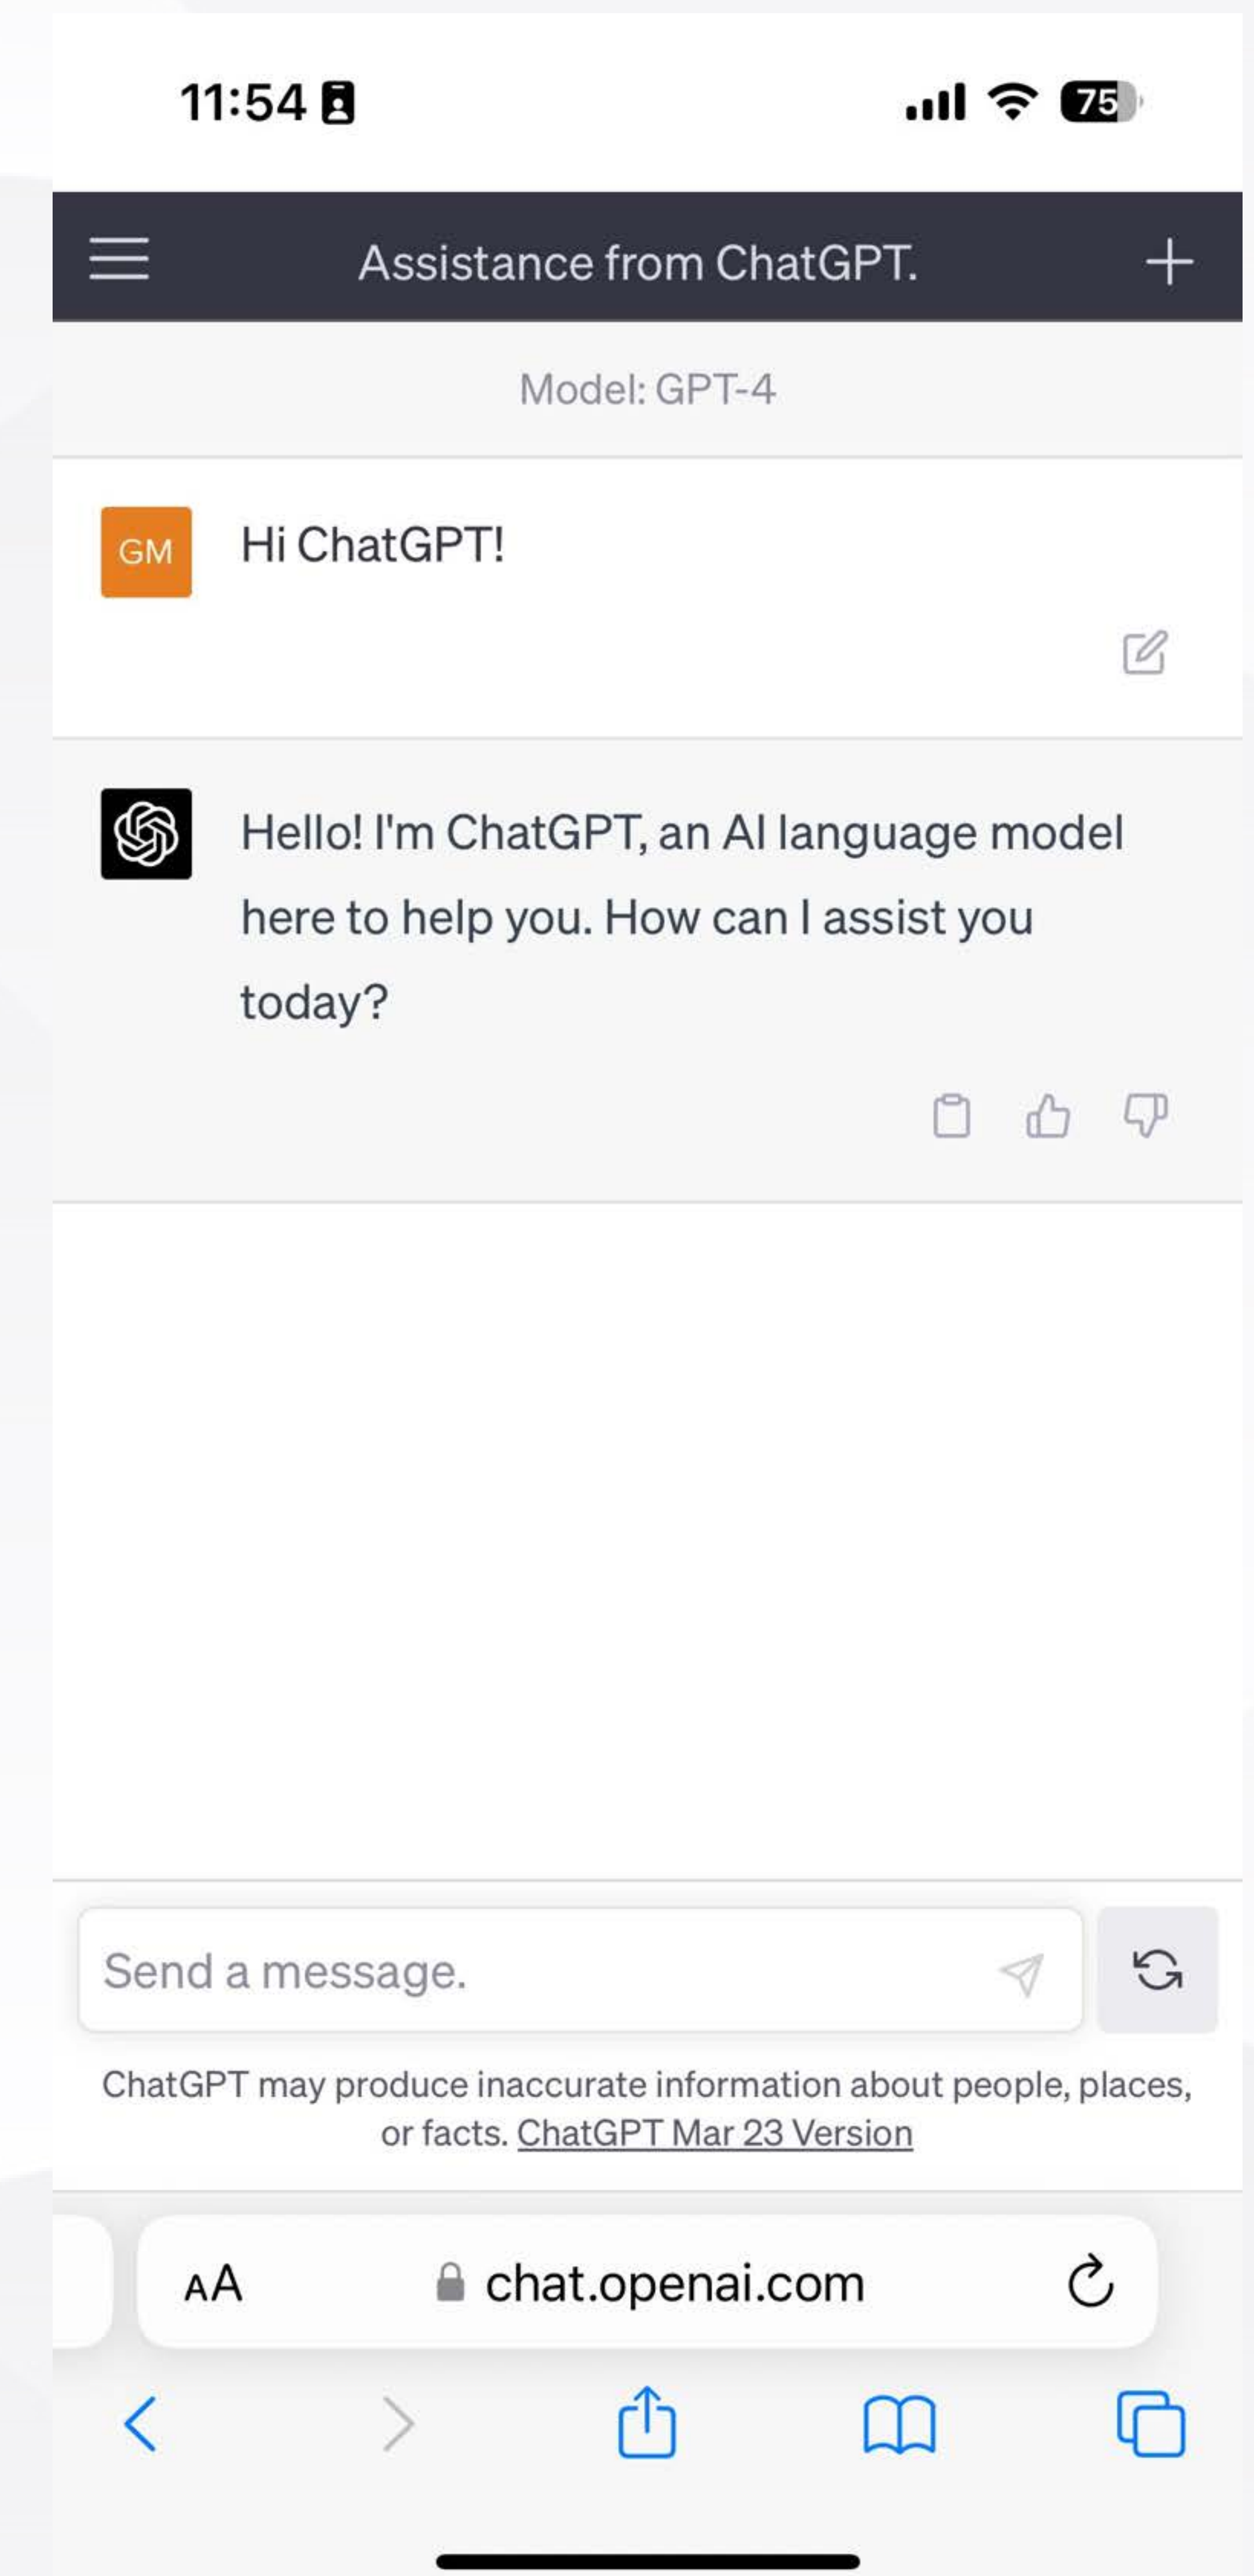 11:54
75
Assistance from ChatGPT.
Model: GPT-4
GM
Hi ChatGPT!
Hello! I'm ChatGPT, an AI language model
here to help you. How can I assist you
today?
Send a message.
ChatGPT may produce inaccurate information about people, places,
or facts. ChatGPT Mar 23 Version
AA
chat.openai.com